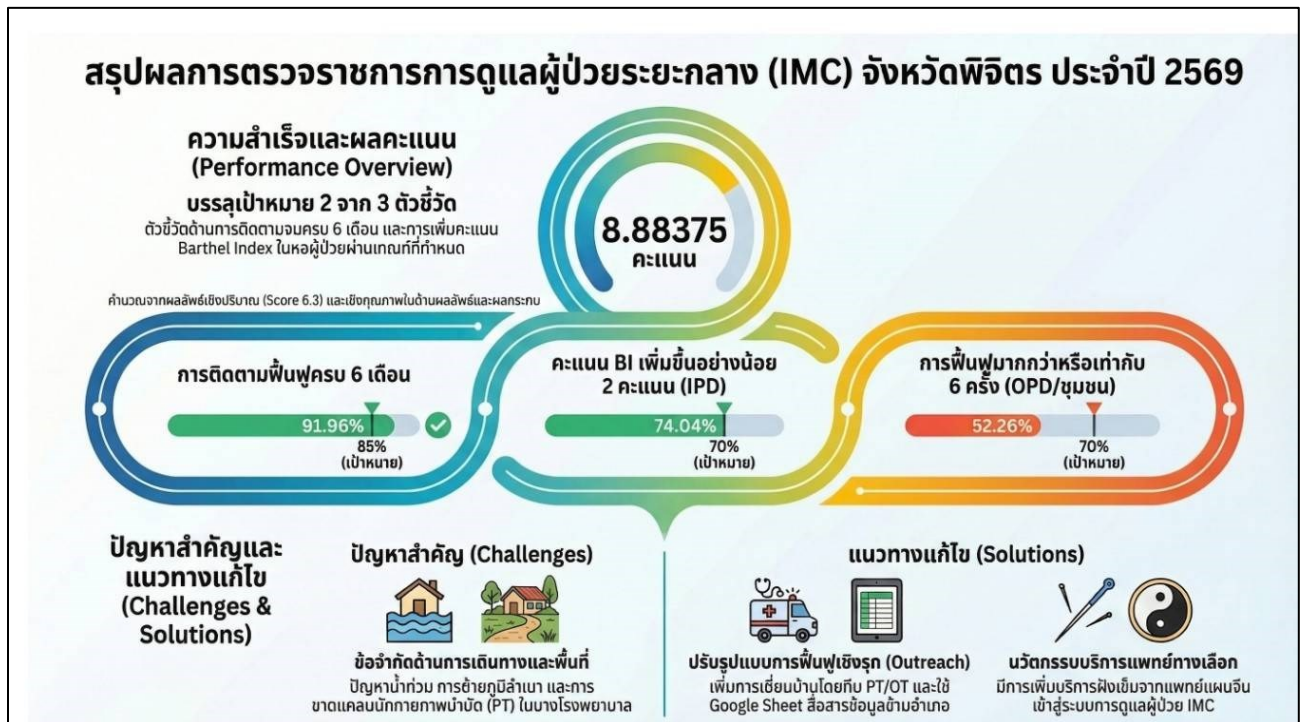 สรุปผลการตรวจราชการการดูแลผู้ป่วยระยะกลาง (IMC) จังหวัดพิจิตร ประจำปี 2569
ความสำเร็จและผลคะแนน
(Performance Overview)
บรรลุเป้าหมาย 2 จาก 3 ตัวชี้วัด
ตัวชี้วัดด้านการติดตามจนครบ 6 เดือน และการเพิ่มคะแนน
Barthel Index ในหอผู้ป่วยผ่านเกณฑ์ที่กำหนด
8.88375
คะแนน
คำนวณจากผลลัพธ์เชิงปริมาณ (Score 6.3) และเชิงคุณภาพในด้านผลลัพธ์และผลกระทบ
การติดตามฟื้นฟูครบ 6 เดือน
91.96%
85%
(เป้าหมาย)
คะแนน BI เพิ่มขึ้นอย่างน้อย
2 คะแนน (IPD)
74.04%
70%
(เป้าหมาย)
การฟื้นฟูมากกว่าหรือเท่ากับ
6 ครั้ง (OPD/ชุมชน)
52.26%
70%
(เป้าหมาย)
ปัญหาสำคัญและ
แนวทางแก้ไข
(Challenges &
Solutions)
ปัญหาสำคัญ (Challenges)
ข้อจำกัดด้านการเดินทางและพื้นที่
ปัญหาน้ำท่วม การย้ายภูมิลำเนา และการ
ขาดแคลนนักกายภาพบำบัด (PT) ในบางโรงพยาบาล
แนวทางแก้ไข (Solutions)
ปรับรูปแบบการฟื้นฟูเชิงรุก (Outreach)
เพิ่มการเยี่ยมบ้านโดยทีม PT/OT และใช้
Google Sheet สื่อสารข้อมูลข้ามอำเภอ
นวัตกรรมบริการแพทย์ทางเลือก
มีการเพิ่มบริการฝังเข็มจากแพทย์แผนจีน
เข้าสู่ระบบการดูแลผู้ป่วย IMC